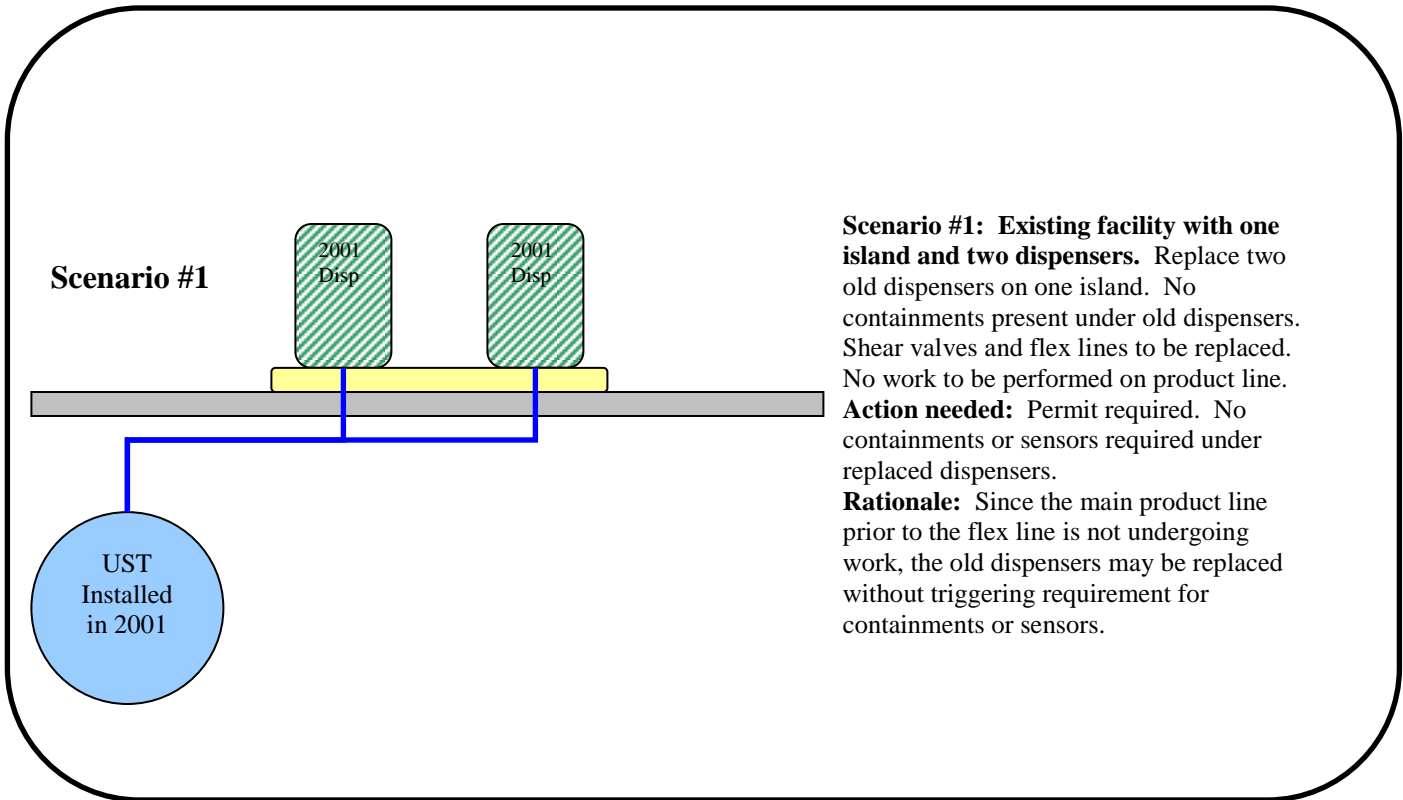 Scenario #1
2001
Disp
2001
Disp
UST
Installed
in 2001
Scenario #1: Existing facility with one
island and two dispensers. Replace two
old dispensers on one island. No
containments present under old dispensers.
Shear valves and flex lines to be replaced.
No work to be performed on product line.
Action needed: Permit required. No
containments or sensors required under
replaced dispensers.
Rationale: Since the main product line
prior to the flex line is not undergoing
work, the old dispensers may be replaced
without triggering requirement for
containments or sensors.